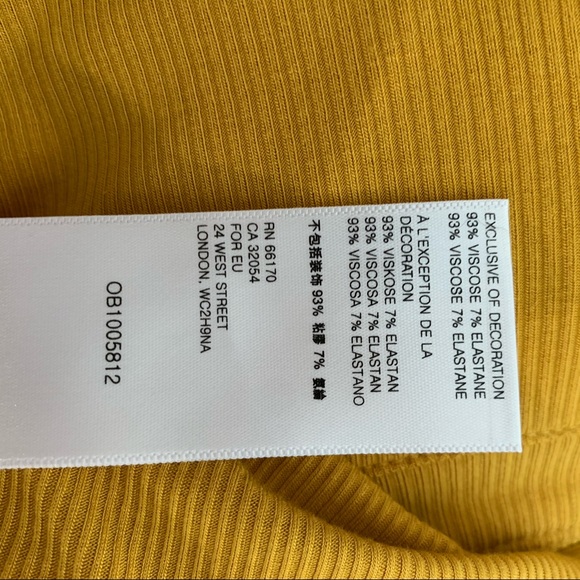 EXCLUSIVE OF DECORATION
93% VISCOSE 7% ELASTANE
93% VISCOSE 7% ELASTANE
À L'EXCEPTION DE LA
DÉCORATION
93% VISKOSE 7% ELASTAN
93% VISCOSA 7% ELASTAN
93% VISCOSA 7% ELASTANO
不包括装饰 93% 粘膠 7% 氨綸
RN 66170
CA 32054
FOR EU
24 WEST STREET
LONDON, WC2H9NA
OB1005812